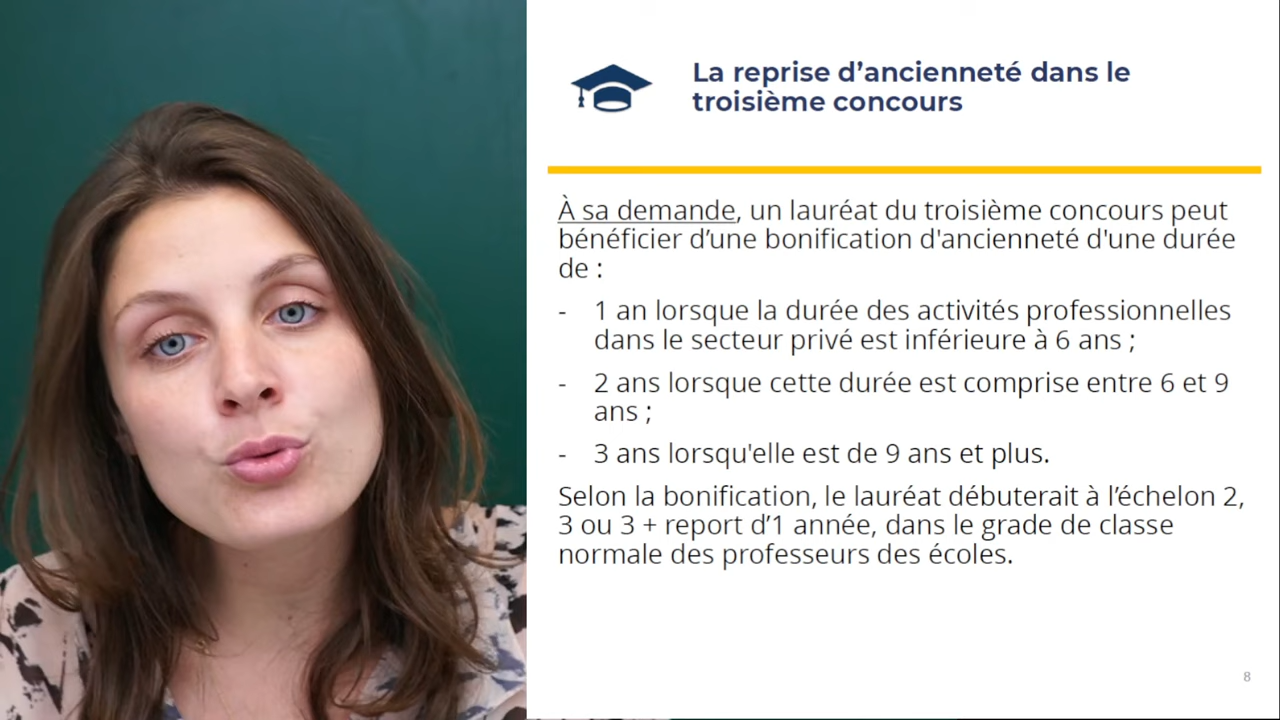 La reprise d’ancienneté dans le
troisième concours
À sa demande, un lauréat du troisième concours peut
bénéficier d’une bonification d'ancienneté d'une durée
de :
- 1 an lorsque la durée des activités professionnelles
dans le secteur privé est inférieure à 6 ans ;
- 2 ans lorsque cette durée est comprise entre 6 et 9
ans ;
- 3 ans lorsqu'elle est de 9 ans et plus.
Selon la bonification, le lauréat débuterait à l’échelon 2,
3 ou 3 + report d’1 année, dans le grade de classe
normale des professeurs des écoles.
8